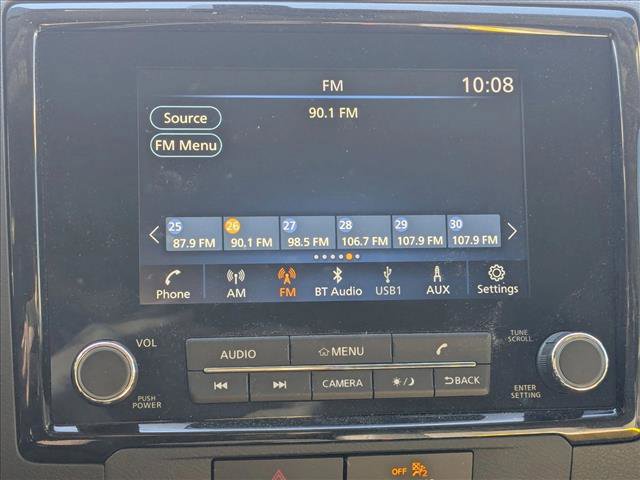 FM 10:08
90.1 FM
Source
FM Menu
25 26 27 28 29 30
87.9 FM 90.1 FM 98.5 FM 106.7 FM 107.9 FM 107.9 FM
Phone AM FM BT Audio USB1 AUX Settings
VOL
PUSH
POWER
AUDIO MENU
CAMERA BACK
TUNE
SCROLL
ENTER
SETTING
OFF 2